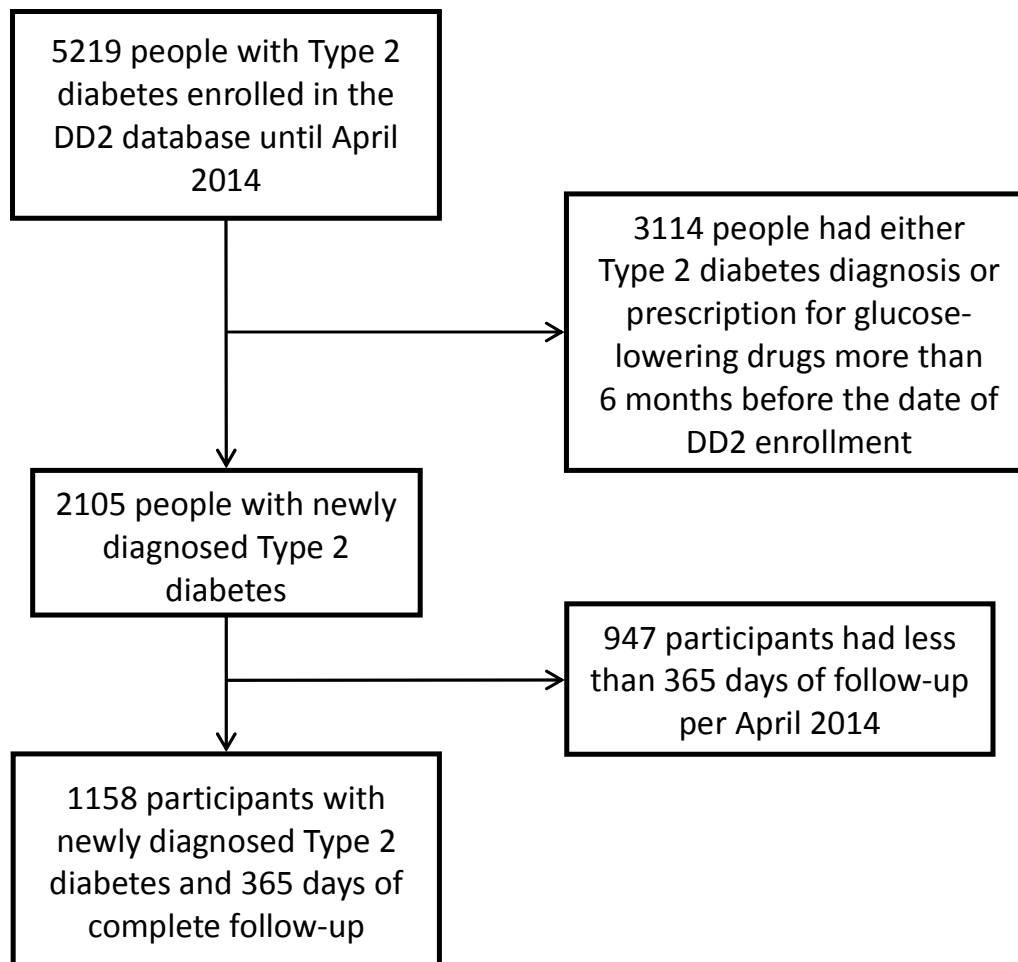 5219 people with Type 2
diabetes enrolled in the
DD2 database until April
2014
3114 people had either
Type 2 diabetes diagnosis or
prescription for glucose-
lowering drugs more than
6 months before the date of
DD2 enrollment
2105 people with newly
diagnosed Type 2
diabetes
947 participants had less
than 365 days of follow-up
per April 2014
1158 participants with
newly diagnosed Type 2
diabetes and 365 days of
complete follow-up